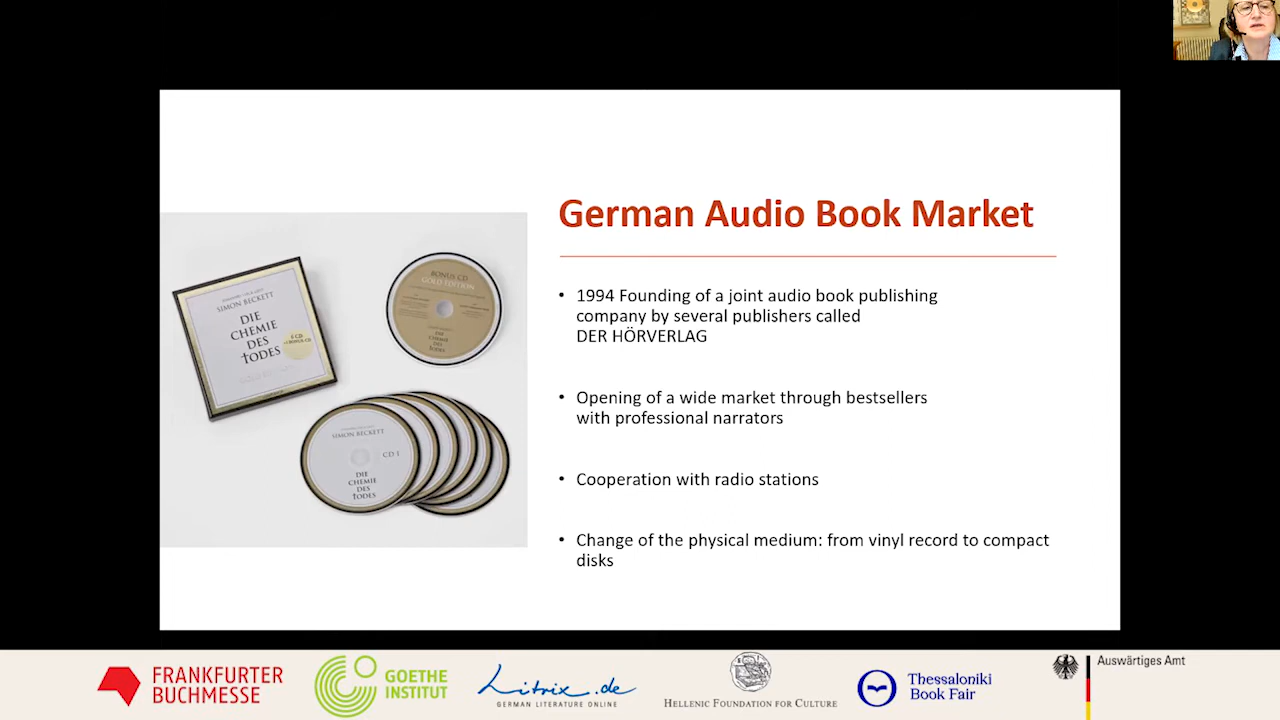 German Audio Book Market
• 1994 Founding of a joint audio book publishing
company by several publishers called
DER HÖRVERLAG
• Opening of a wide market through bestsellers
with professional narrators
• Cooperation with radio stations
• Change of the physical medium: from vinyl record to compact
disks
SIMON BECKETT
DIE
CHEMIE
DES
TODES
BONUS CD
GOLD EDITION
SIMON BECKETT
CD 1
DIE
CHEMIE
DES
TODES
FRANKFURTER
BUCHMESSE
GOETHE
INSTITUT
Litrix.de
GERMAN LITERATURE ONLINE
HELLENIC FOUNDATION FOR CULTURE
Thessaloniki
Book Fair
Auswärtiges Amt